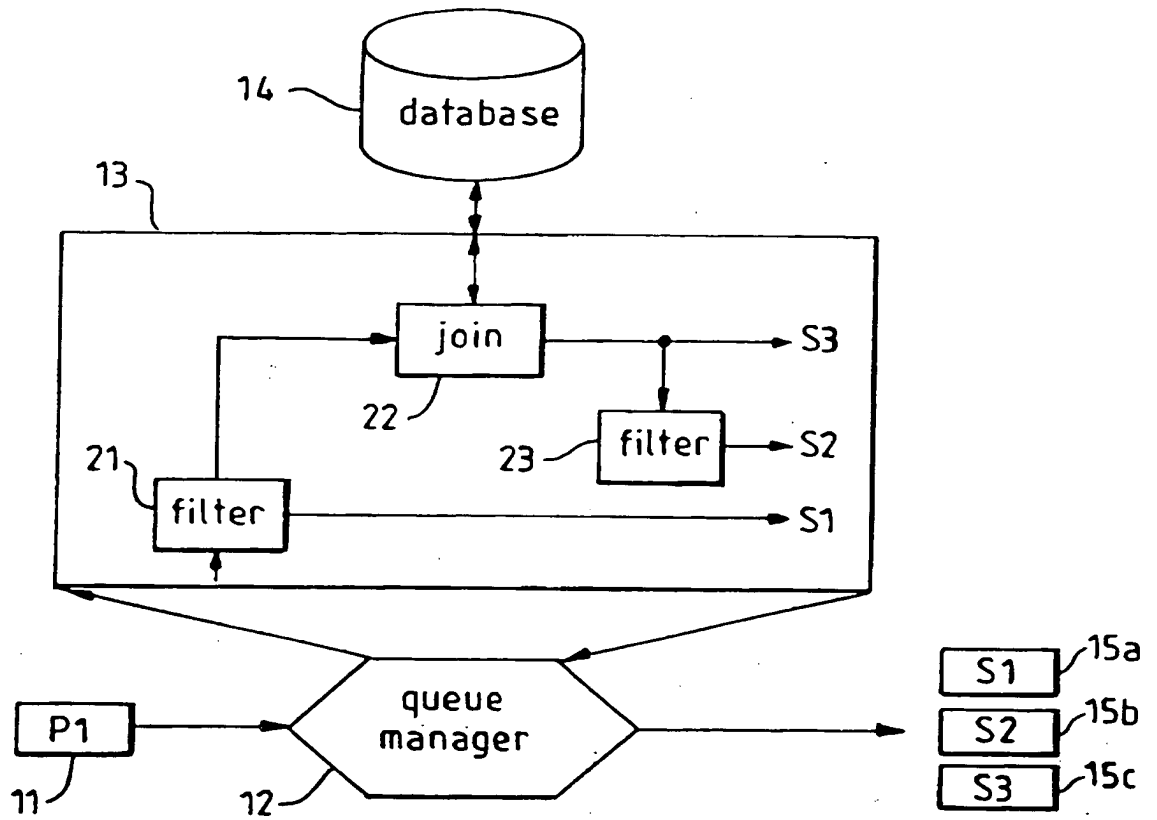 14
database
13
join
S3
22
23
filter
S2
21
filter
S1
queue
manager
P1
11
12
S1
15a
S2
15b
S3
15c